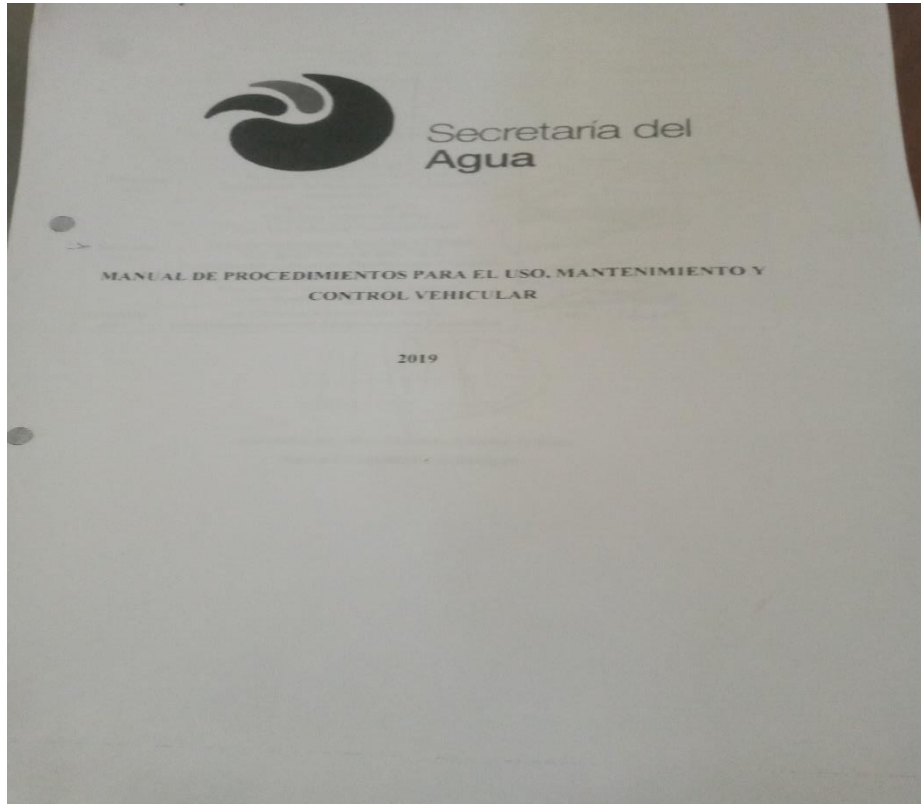 Secretaría del
Agua
MANUAL DE PROCEDIMIENTOS PARA EL USO, MANTENIMIENTO Y
CONTROL VEHICULAR
2019